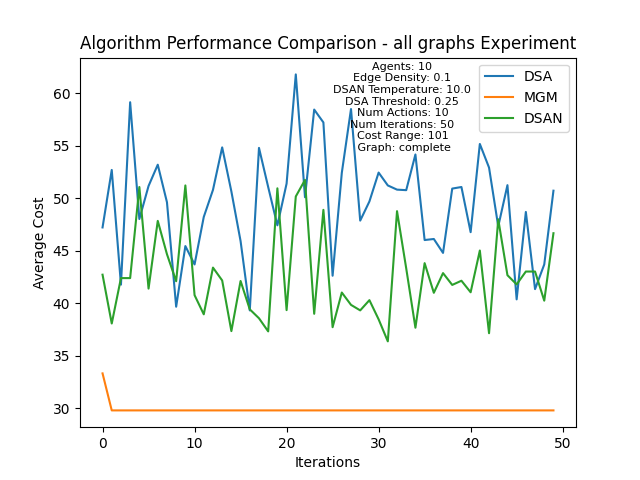 Algorithm Performance Comparison - all graphs Experiment
Agents: 10
Edge Density: 0.1
DSAN Temperature: 10.0
DSA Threshold: 0.25
Num Actions: 10
Num Iterations: 50
Cost Range: 101
Graph: complete
DSA
MGM
DSAN
Average Cost
60
55
50
45
40
35
30
0 10 20 30 40 50
Iterations